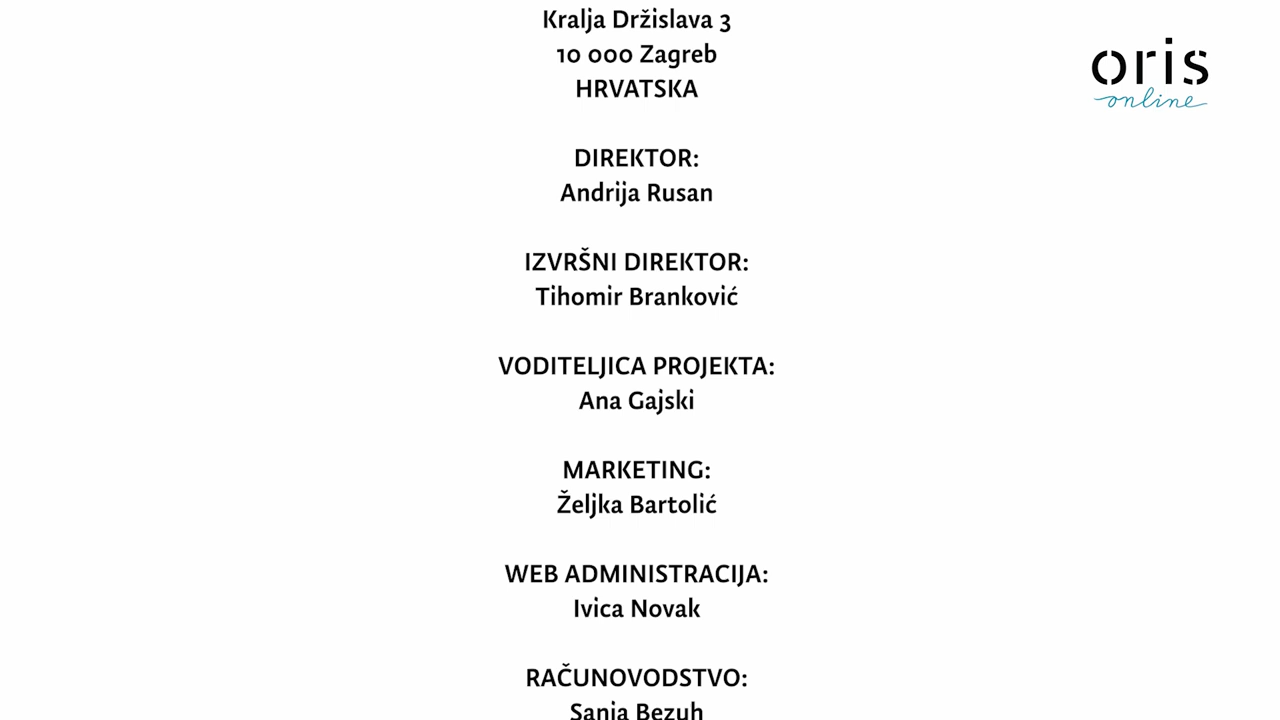 Kralja Držislava 3
10 000 Zagreb
HRVATSKA
DIREKTOR:
Andrija Rusan
IZVRŠNI DIREKTOR:
Tihomir Branković
VODITELJICA PROJEKTA:
Ana Gajski
MARKETING:
Željka Bartolić
WEB ADMINISTRACIJA:
Ivica Novak
RAČUNOVODSTVO:
Sanja Bezuh
oris
online